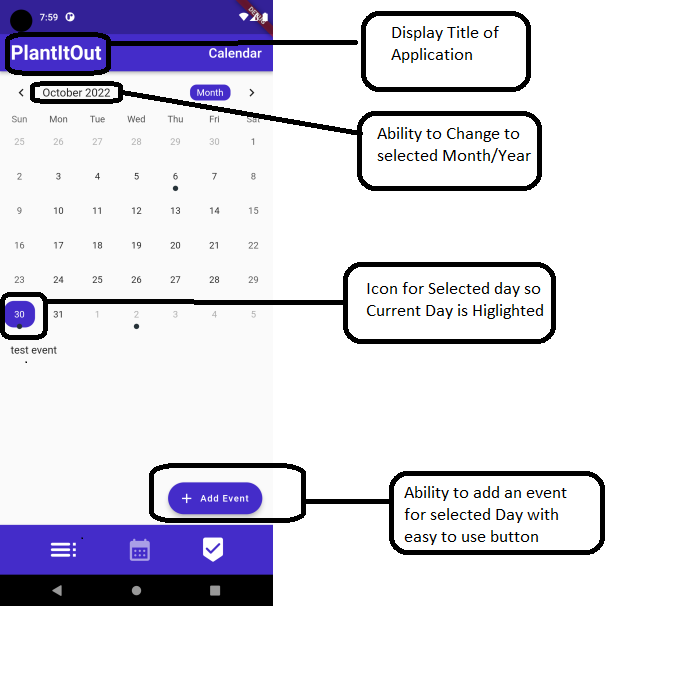 7:59
DEBUG
PlantItOut
Calendar
October 2022
Month
Sun Mon Tue Wed Thu Fri Sat
25 26 27 28 29 30 1
2 3 4 5 6 7 8
9 10 11 12 13 14 15
16 17 18 19 20 21 22
23 24 25 26 27 28 29
30 31 1 2 3 4 5
test event
+ Add Event
Display Title of
Application
Ability to Change to
selected Month/Year
Icon for Selected day so
Current Day is Higlighted
Ability to add an event
for selected Day with
easy to use button